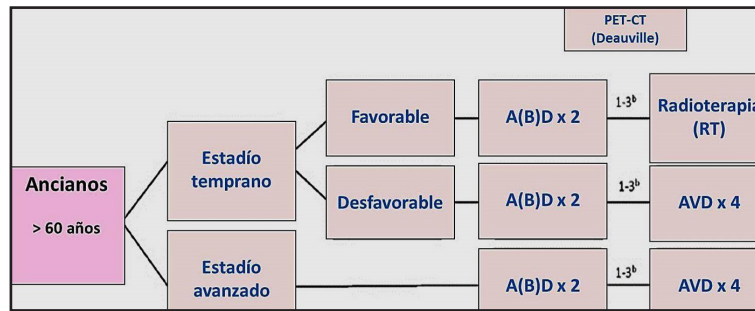 PET-CT
(Deauville)
Favorable
A(B)D x 2
1-3ᵇ
Radioterapia
(RT)
Estadío
temprano
Ancianos
> 60 años
Desfavorable
A(B)D x 2
1-3ᵇ
AVD x 4
Estadío
avanzado
A(B)D x 2
1-3ᵇ
AVD x 4